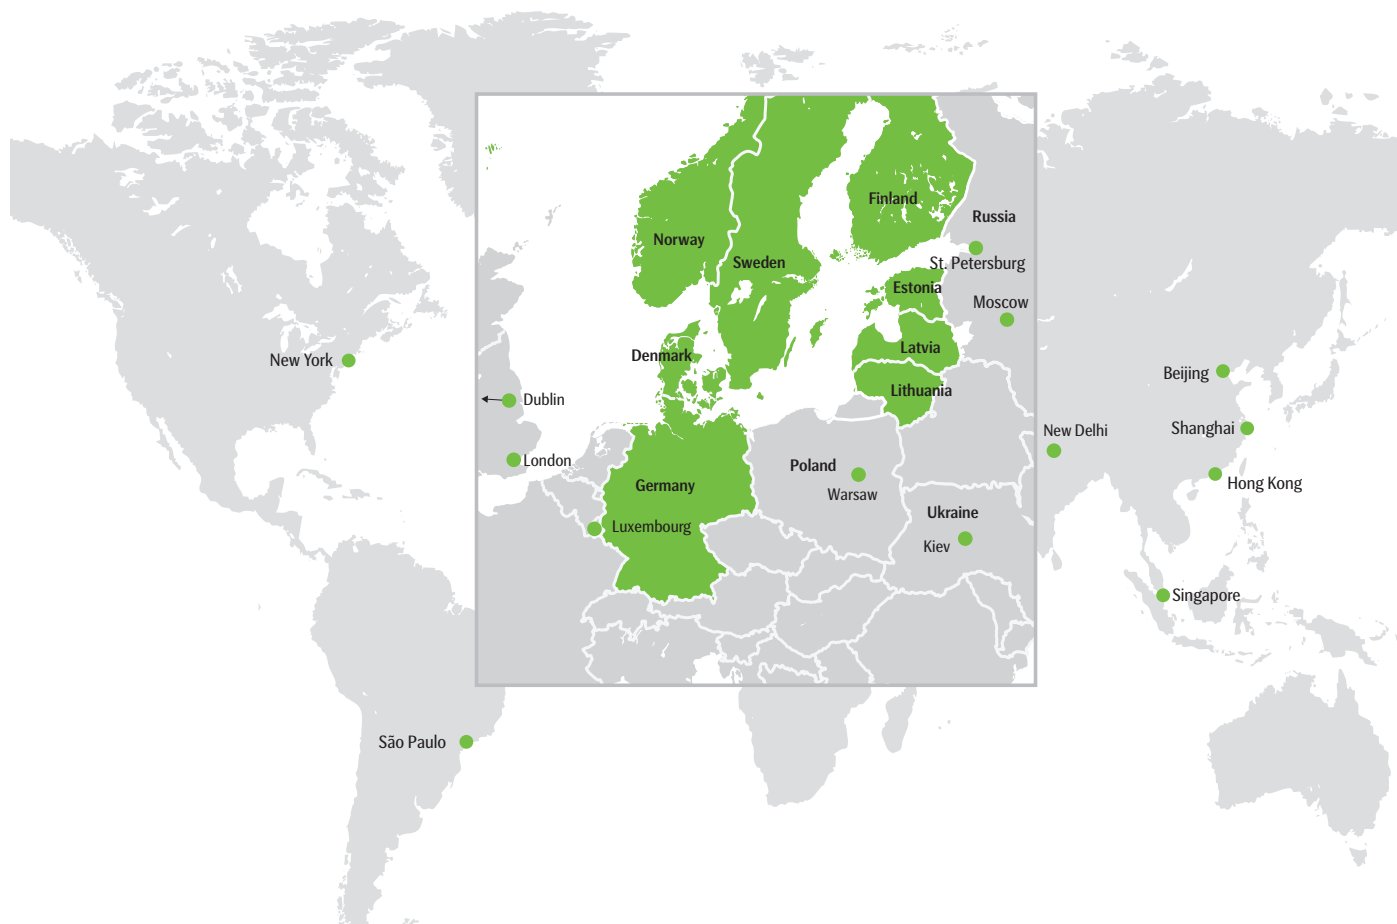 Finland
Russia
Norway
Sweden
St. Petersburg
Estonia
Moscow
Denmark
Latvia
New York
Beijing
Lithuania
Dublin
New Delhi
Shanghai
London
Poland
Germany
Warsaw
Hong Kong
Ukraine
Luxembourg
Kiev
Singapore
São Paulo